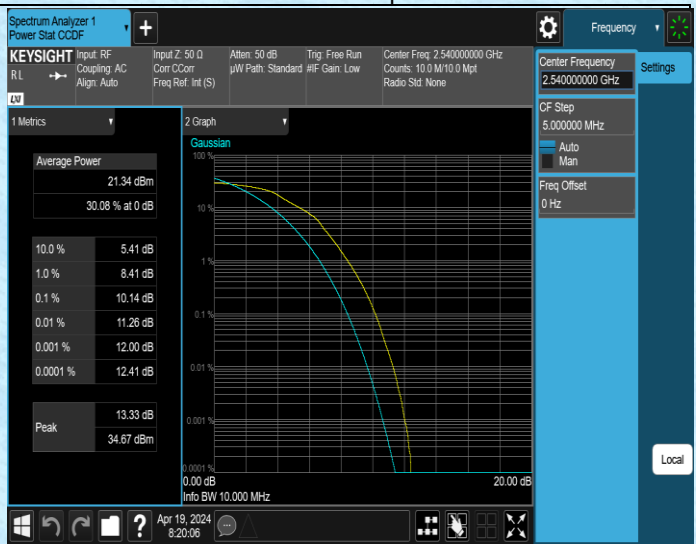 Spectrum Analyzer 1
Power Stat CCDF
+
Frequency
KEYSIGHT
RL
LXI
Input: RF
Coupling: AC
Align: Auto
Input Z: 50 Ω
Corr CCorr
Freq Ref: Int (S)
Atten: 50 dB
µW Path: Standard
Trig: Free Run
#IF Gain: Low
Center Freq: 2.540000000 GHz
Counts: 10.0 M/10.0 Mpt
Radio Std: None
Center Frequency
2.540000000 GHz
Settings
CF Step
5.000000 MHz
Auto
Man
Freq Offset
0 Hz
1 Metrics
Average Power
21.34 dBm
30.08 % at 0 dB
10.0 % 5.41 dB
1.0 % 8.41 dB
0.1 % 10.14 dB
0.01 % 11.26 dB
0.001 % 12.00 dB
0.0001 % 12.41 dB
Peak
13.33 dB
34.67 dBm
2 Graph
Gaussian
100 %
10 %
1 %
0.1 %
0.01 %
0.001 %
0.0001 %
0.00 dB 20.00 dB
Info BW 10.000 MHz
Local
?
Apr 19, 2024
8:20:06